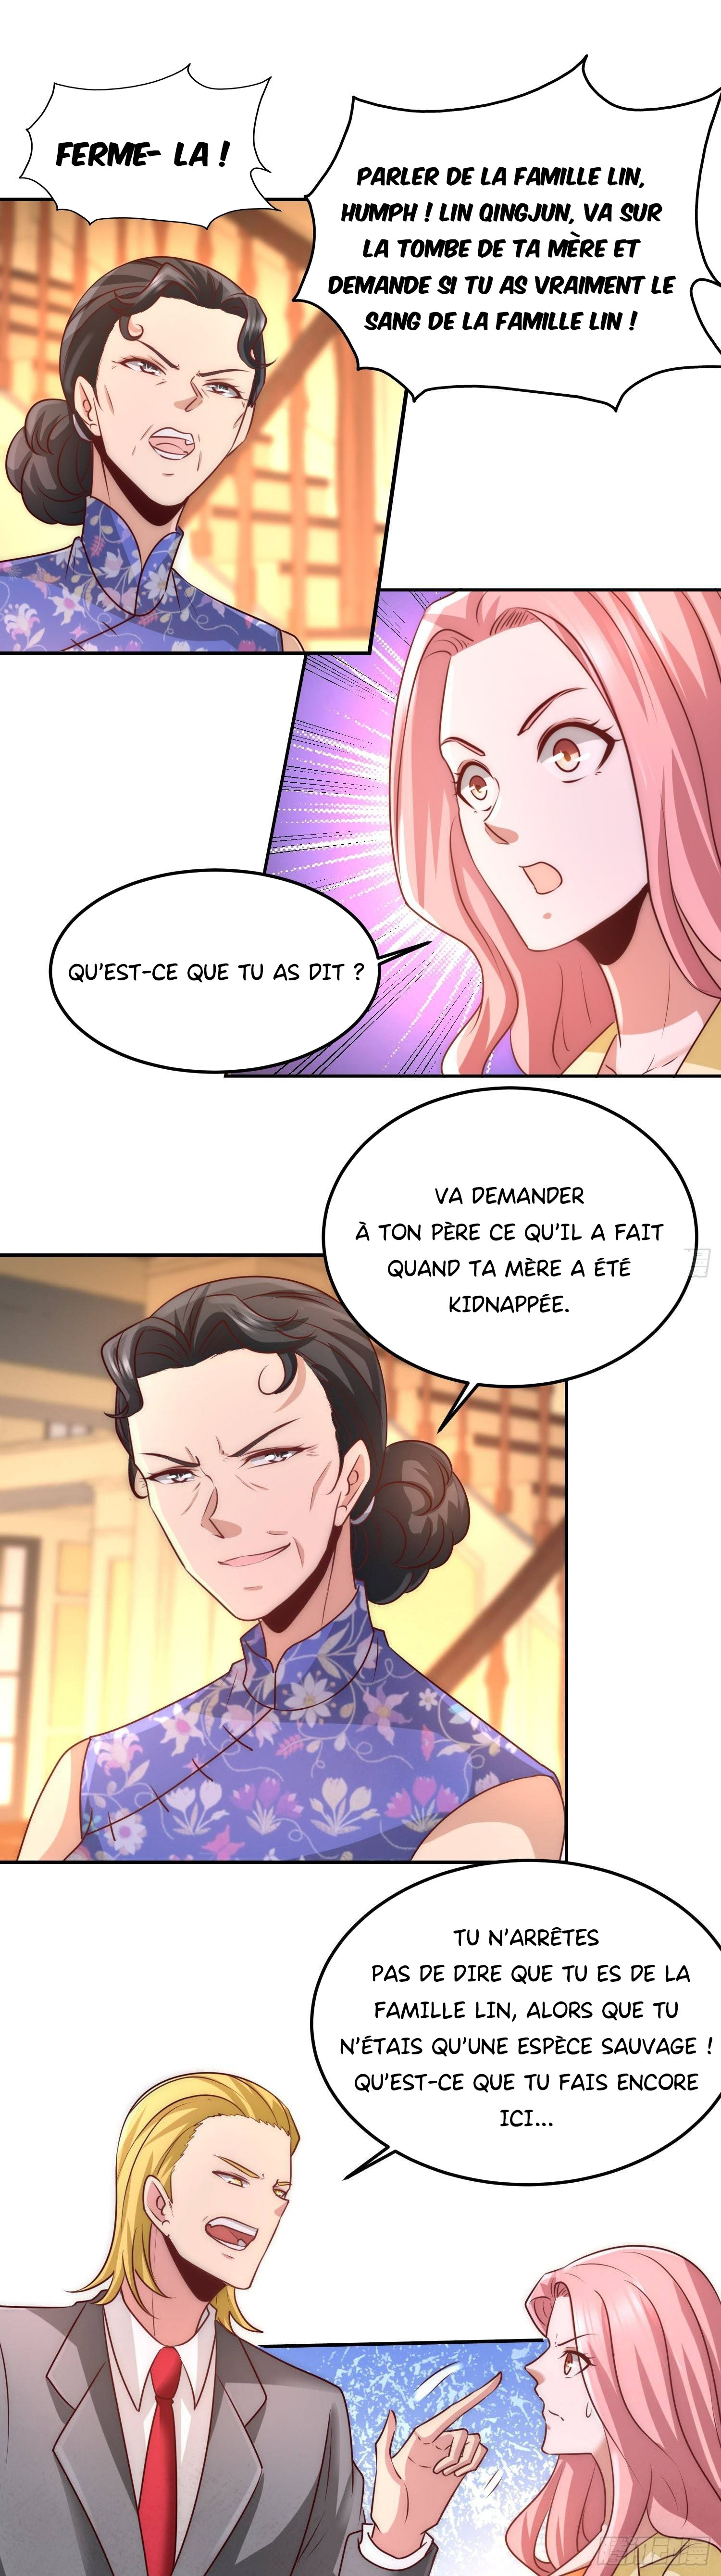 FERME- LA !
PARLER DE LA FAMILLE LIN,
HUMPH ! LIN QINGJUN, VA SUR
LA TOMBE DE TA MÈRE ET
DEMANDE SI TU AS VRAIMENT LE
SANG DE LA FAMILLE LIN !
QU'EST-CE QUE TU AS DIT ?
VA DEMANDER
À TON PÈRE CE QU'IL A FAIT
QUAND TA MÈRE A ÉTÉ
KIDNAPPÉE.
TU N'ARRÊTES
PAS DE DIRE QUE TU ES DE LA
FAMILLE LIN, ALORS QUE TU
N'ÉTAIS QU'UNE ESPÈCE SAUVAGE !
QU'EST-CE QUE TU FAIS ENCORE
ICI...